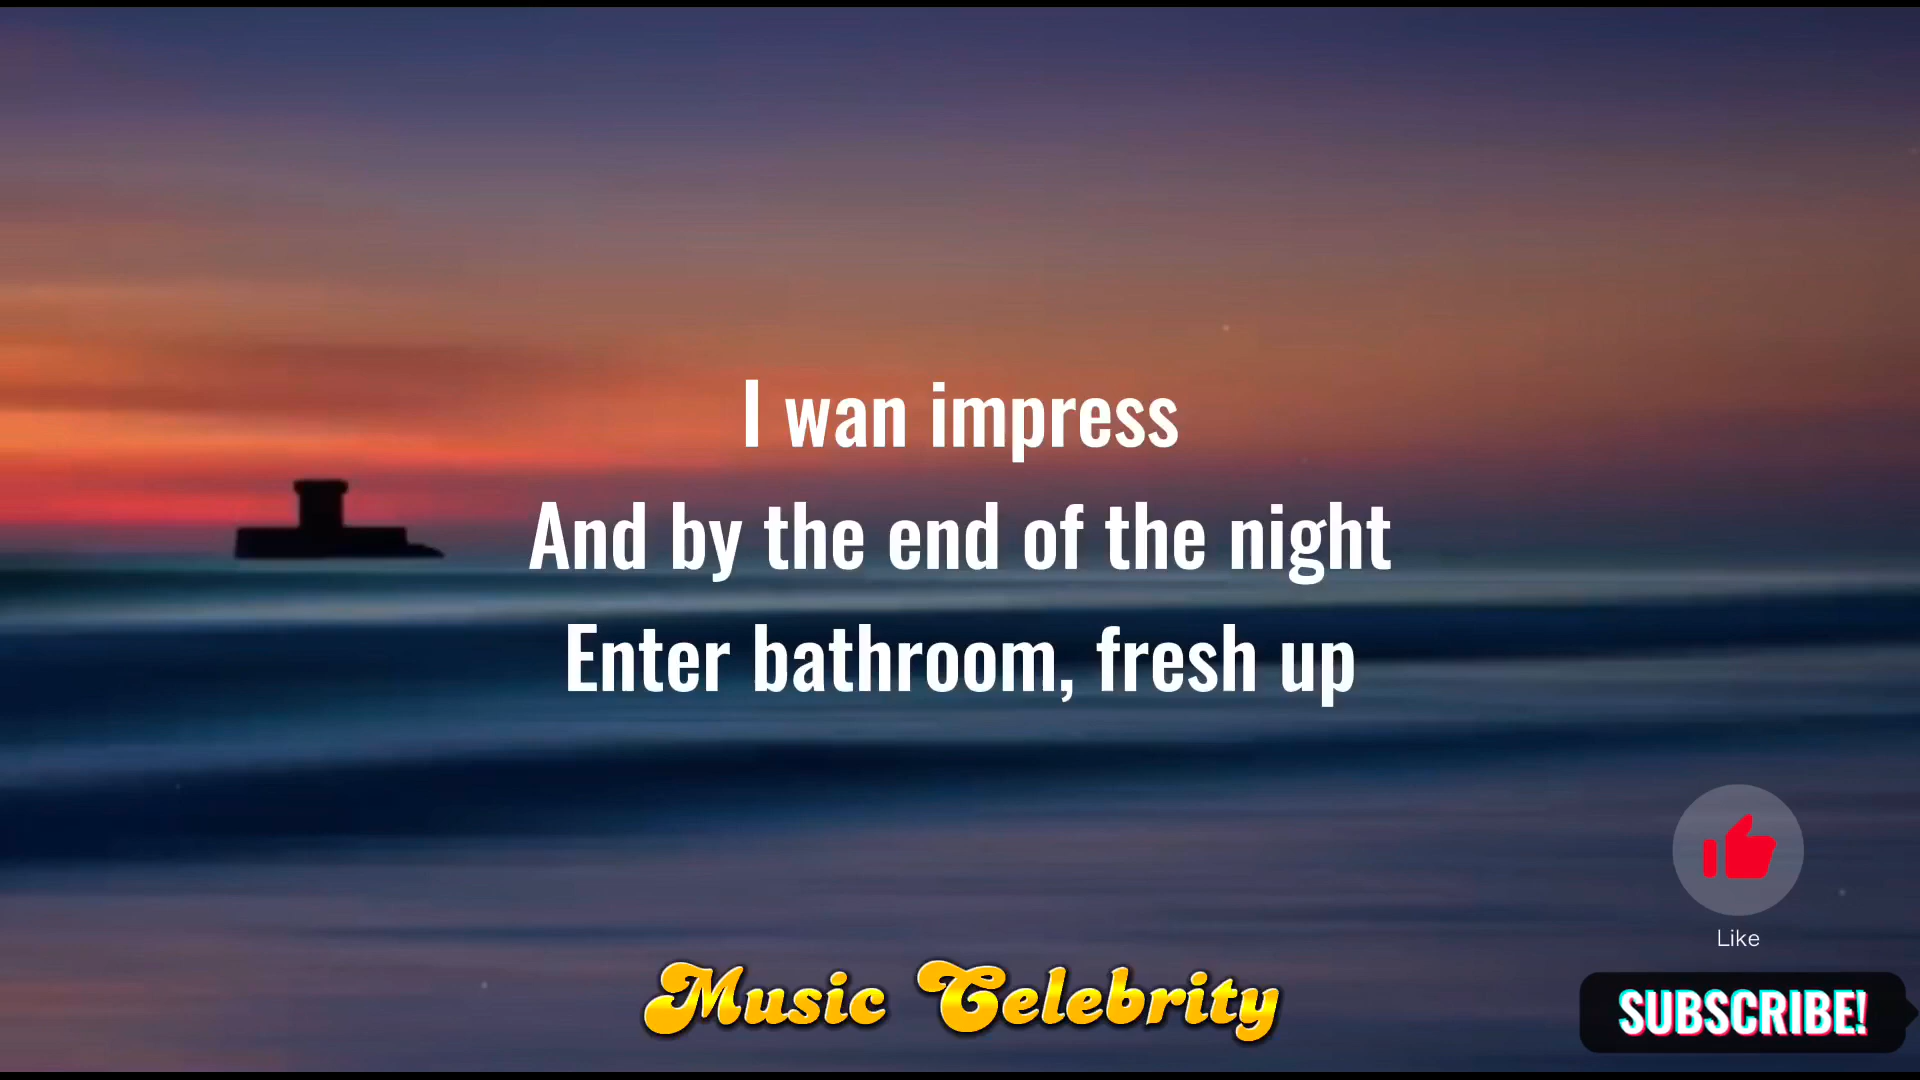 I wan impress
And by the end of the night
Enter bathroom, fresh up
Like
Music Celebrity
SUBSCRIBE!